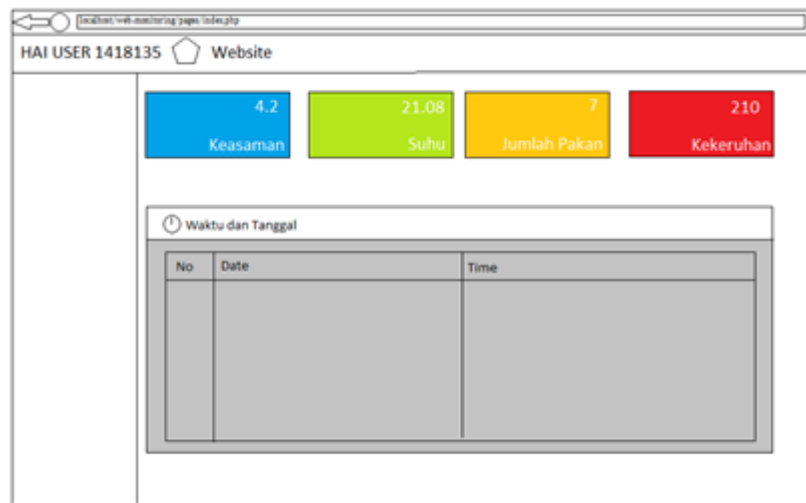 localhost/web-monitoring/pages/index.php
HAI USER 1418135 Website
4.2
Keasaman
21.08
Suhu
7
Jumlah Pakan
210
Kekeruhan
Waktu dan Tanggal
No Date Time